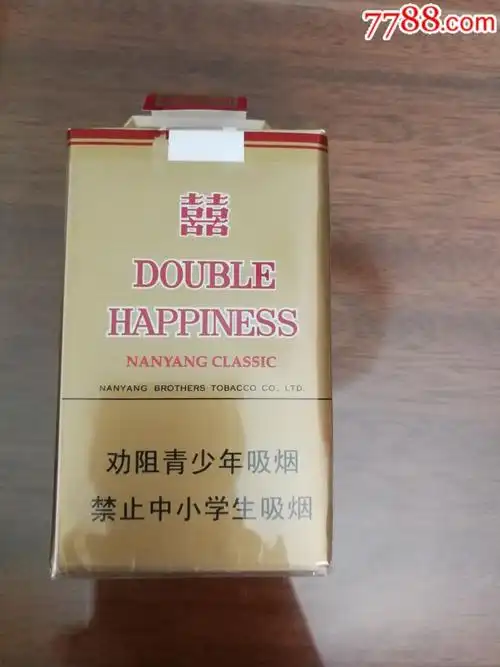 7788.com
囍
DOUBLE
HAPPINESS
NANYANG CLASSIC
NANYANG BROTHERS TOBACCO CO., LTD.
劝阻青少年吸烟
禁止中小学生吸烟